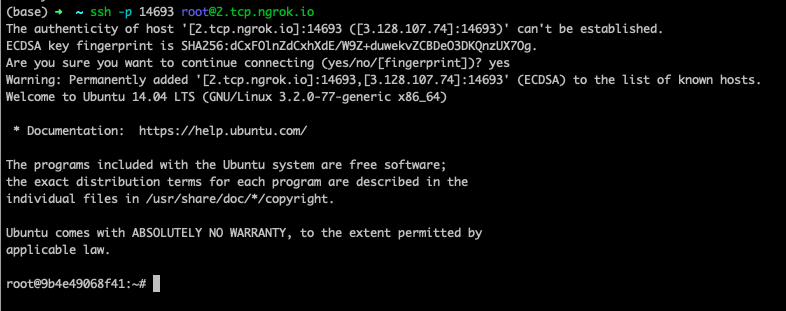 (base) ➜ ~ ssh -p 14693 root@2.tcp.ngrok.io
The authenticity of host '[2.tcp.ngrok.io]:14693 ([3.128.107.74]:14693)' can't be established.
ECDSA key fingerprint is SHA256:dCxFOlnZdCxhXdE/W9Z+duwekvZCBDeO3DKQnzUX7Og.
Are you sure you want to continue connecting (yes/no/[fingerprint])? yes
Warning: Permanently added '[2.tcp.ngrok.io]:14693,[3.128.107.74]:14693' (ECDSA) to the list of known hosts.
Welcome to Ubuntu 14.04 LTS (GNU/Linux 3.2.0-77-generic x86_64)
* Documentation: https://help.ubuntu.com/
The programs included with the Ubuntu system are free software;
the exact distribution terms for each program are described in the
individual files in /usr/share/doc/*/copyright.
Ubuntu comes with ABSOLUTELY NO WARRANTY, to the extent permitted by
applicable law.
root@9b4e49068f41:~#